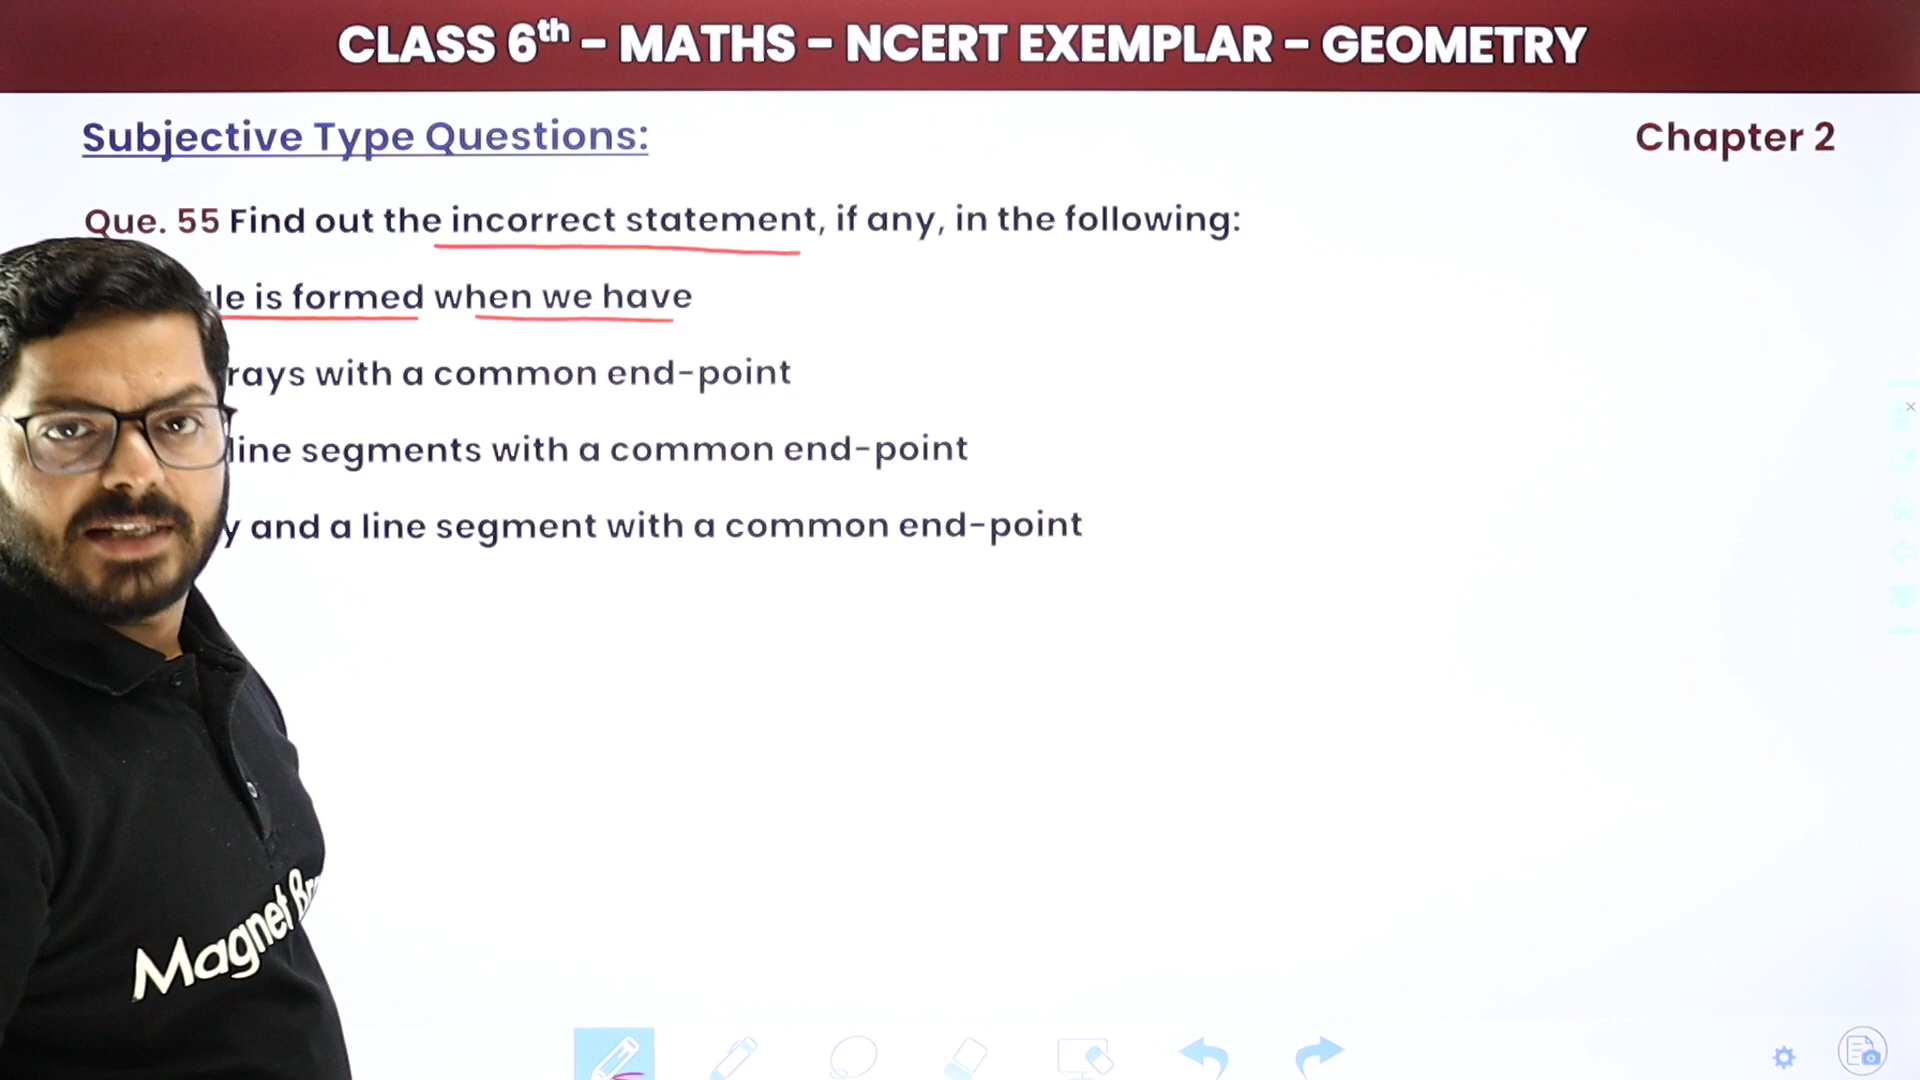 CLASS 6th - MATHS - NCERT EXEMPLAR - GEOMETRY
Subjective Type Questions:
Chapter 2
Que. 55 Find out the incorrect statement, if any, in the following:
is formed when we have
rays with a common end-point
line segments with a common end-point
and a line segment with a common end-point
Magnet